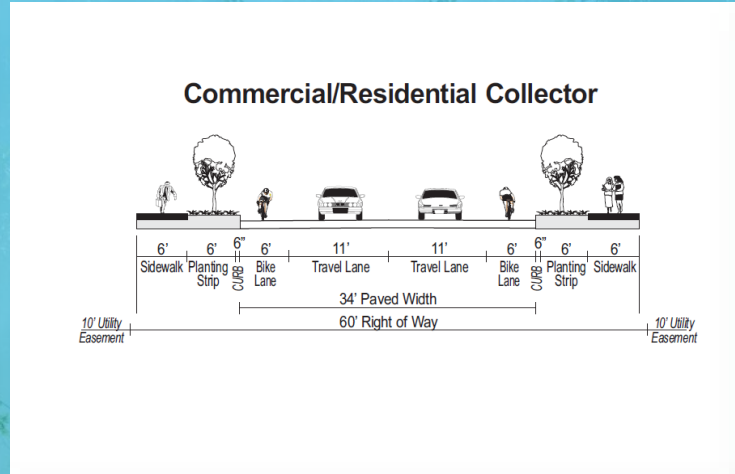 Commercial/Residential Collector
6' 6' 6" 6' 11' 11' 6' 6" 6' 6'
Sidewalk Planting Strip CURB Bike Lane Travel Lane Travel Lane Bike Lane CURB Planting Strip Sidewalk
34' Paved Width
60' Right of Way
10' Utility Easement
10' Utility Easement